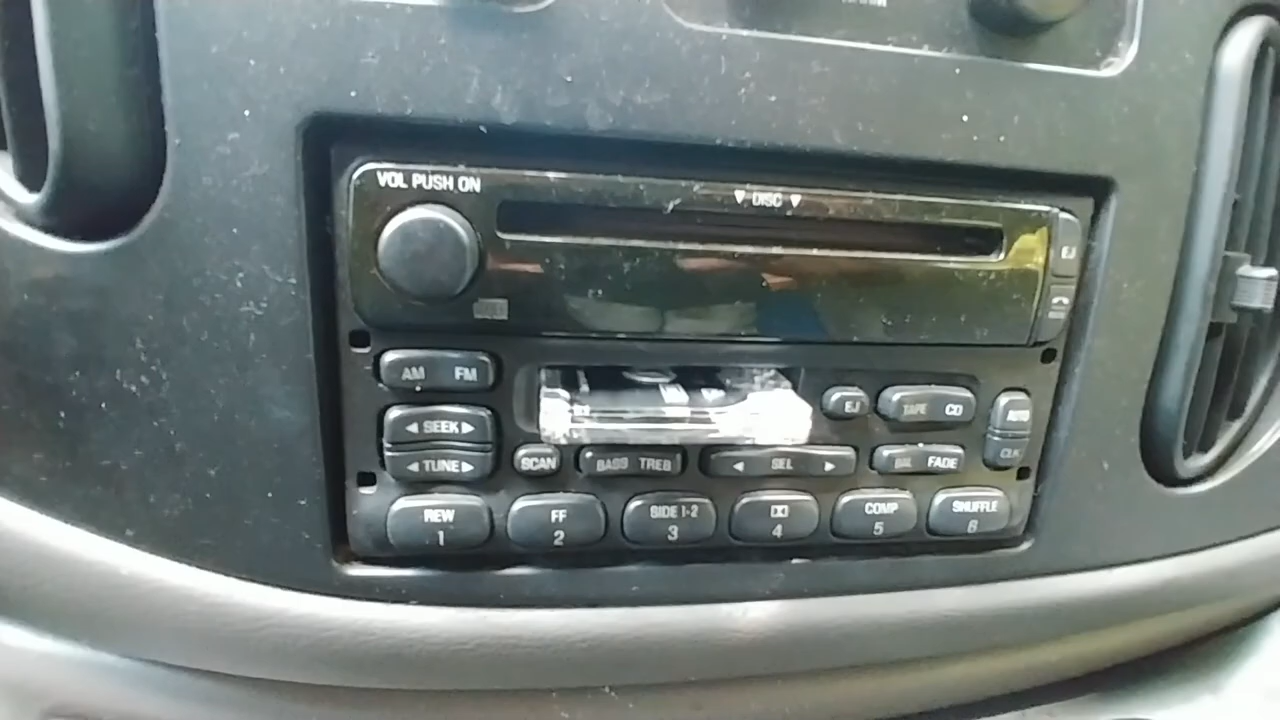 VOL PUSH ON
▼ DISC ▼
EJ
AM FM
◀ SEEK ▶
EJ
TAPE CD
AUTO
CLK
◀ TUNE ▶
SCAN
BASS TREB
◀ SEL ▶
BAL FADE
REW
1
FF
2
SIDE 1-2
3
4
COMP
5
SHUFFLE
6